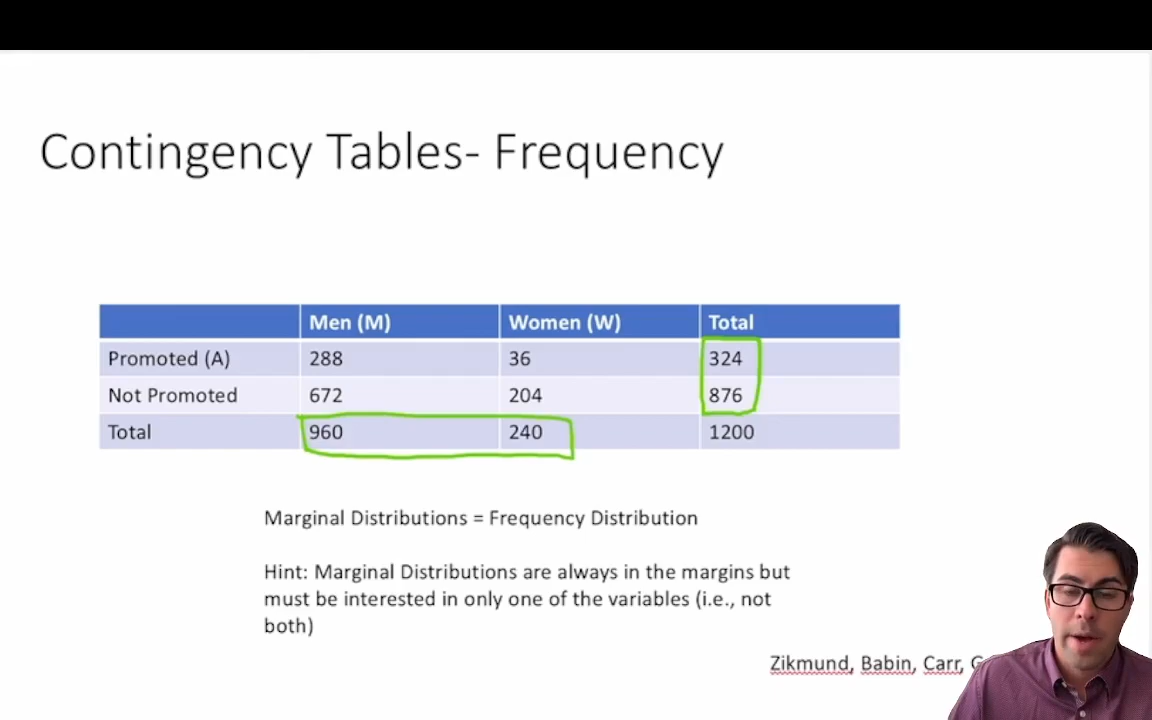 Contingency Tables- Frequency
Men (M) Women (W) Total
Promoted (A) 288 36 324
Not Promoted 672 204 876
Total 960 240 1200
Marginal Distributions = Frequency Distribution
Hint: Marginal Distributions are always in the margins but
must be interested in only one of the variables (i.e., not
both)
Zikmund, Babin, Carr,